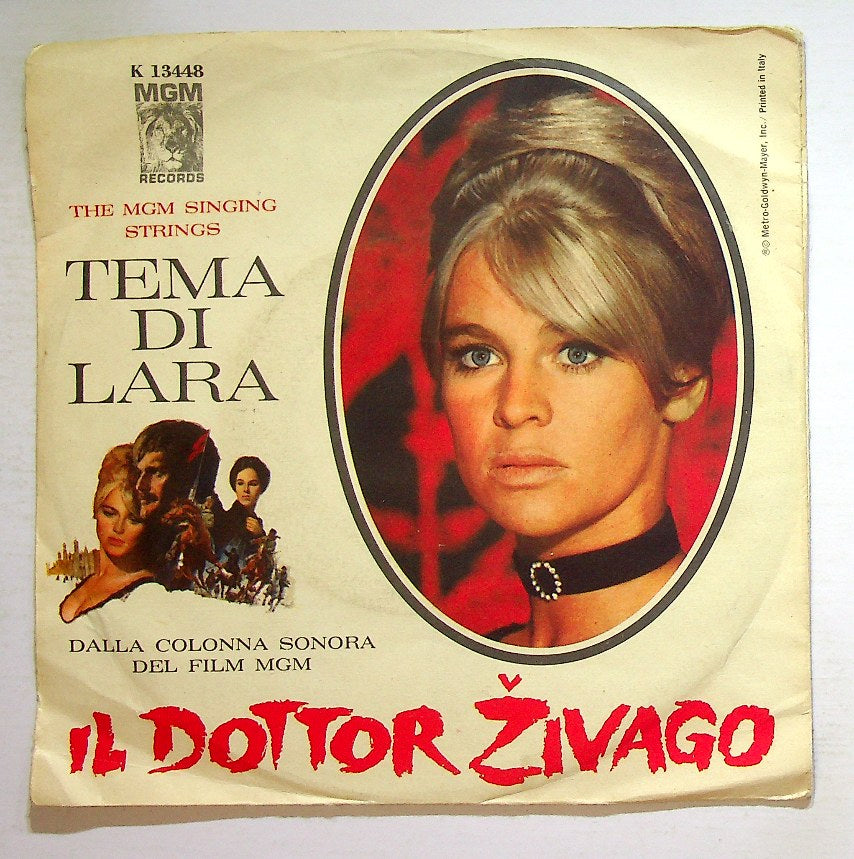 K 13448
MGM
RECORDS
THE MGM SINGING
STRINGS
TEMA
DI
LARA
DALLA COLONNA SONORA
DEL FILM MGM
IL DOTTOR ŽIVAGO
℗© Metro-Goldwyn-Mayer, Inc. / Printed in Italy